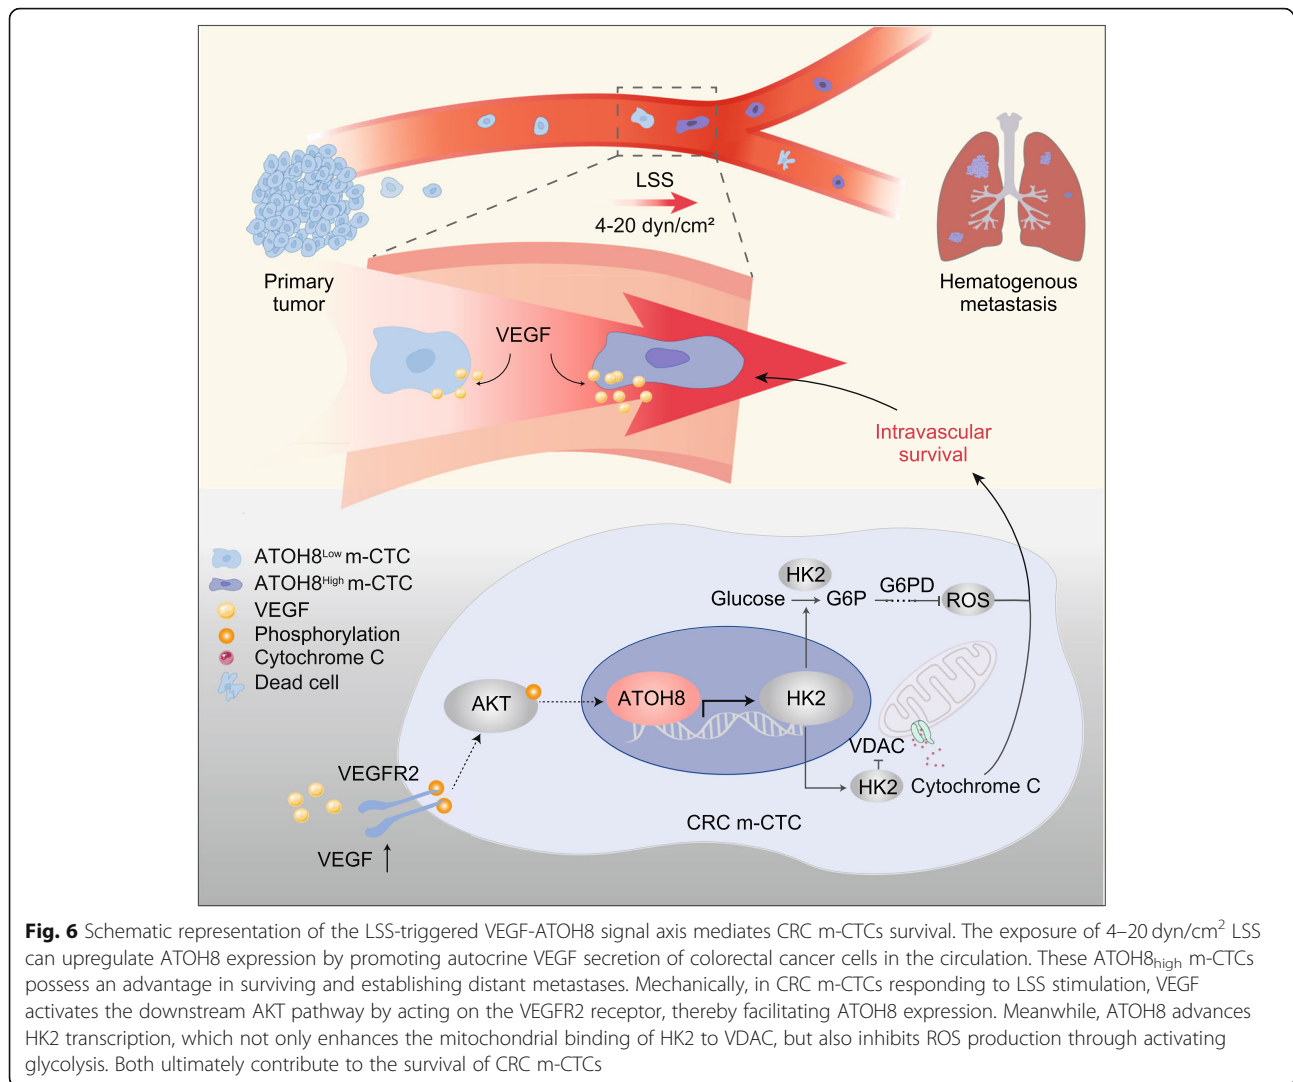 LSS
4-20 dyn/cm²
Primary
tumor
Hematogenous
metastasis
VEGF
Intravascular
survival
ATOH8Low m-CTC
ATOH8High m-CTC
VEGF
Phosphorylation
Cytochrome C
Dead cell
HK2
Glucose
G6P
G6PD
ROS
AKT
ATOH8
HK2
VDAC
HK2
Cytochrome C
VEGFR2
CRC m-CTC
VEGF
Fig. 6 Schematic representation of the LSS-triggered VEGF-ATOH8 signal axis mediates CRC m-CTCs survival. The exposure of 4–20 dyn/cm2 LSS
can upregulate ATOH8 expression by promoting autocrine VEGF secretion of colorectal cancer cells in the circulation. These ATOH8high m-CTCs
possess an advantage in surviving and establishing distant metastases. Mechanically, in CRC m-CTCs responding to LSS stimulation, VEGF
activates the downstream AKT pathway by acting on the VEGFR2 receptor, thereby facilitating ATOH8 expression. Meanwhile, ATOH8 advances
HK2 transcription, which not only enhances the mitochondrial binding of HK2 to VDAC, but also inhibits ROS production through activating
glycolysis. Both ultimately contribute to the survival of CRC m-CTCs